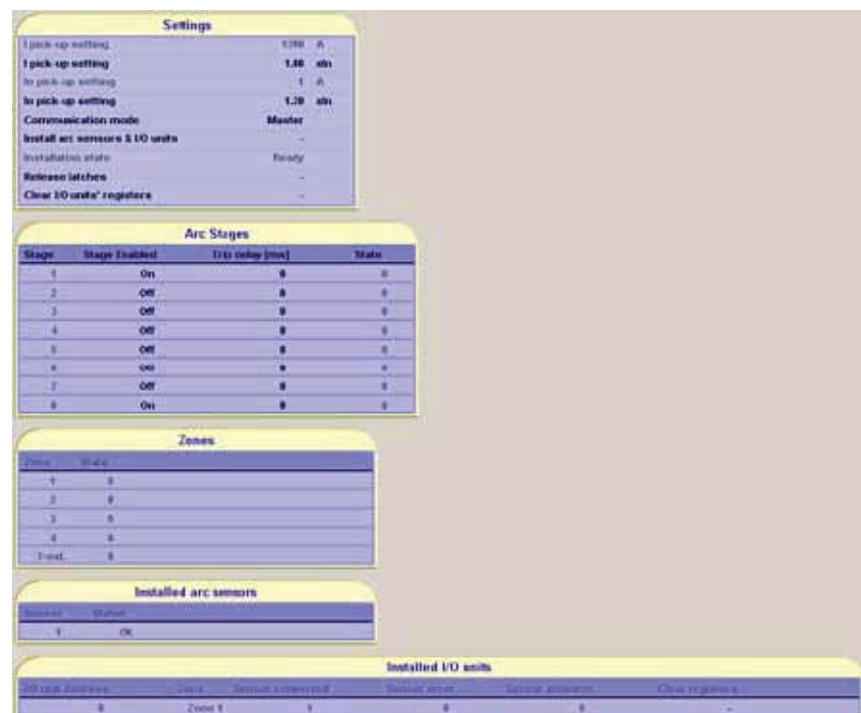 Settings
I pick-up setting A
I pick-up setting 1.00 xIn
Io pick-up setting 1 A
Io pick-up setting 1.20 xIn
Communication mode Master
Install arc sensors & I/O units -
Installation state Ready
Release latches -
Clear I/O units' registers -
Arc Stages
Stage Stage Enabled Trip delay [ms] State
1 On 0 0
2 Off 0 0
3 Off 0 0
4 Off 0 0
5 Off 0 0
6 0 0
7 Off 0 0
8 On 0 0
Zones
Zone State
1 0
2 0
3 0
4 0
I-ext. 0
Installed arc sensors
Sensor Status
1 OK
Installed I/O units
I/O unit Address Zone Sensor connected Sensor error Sensor activation Clear registers
0 Zone 1 1 0 0 -